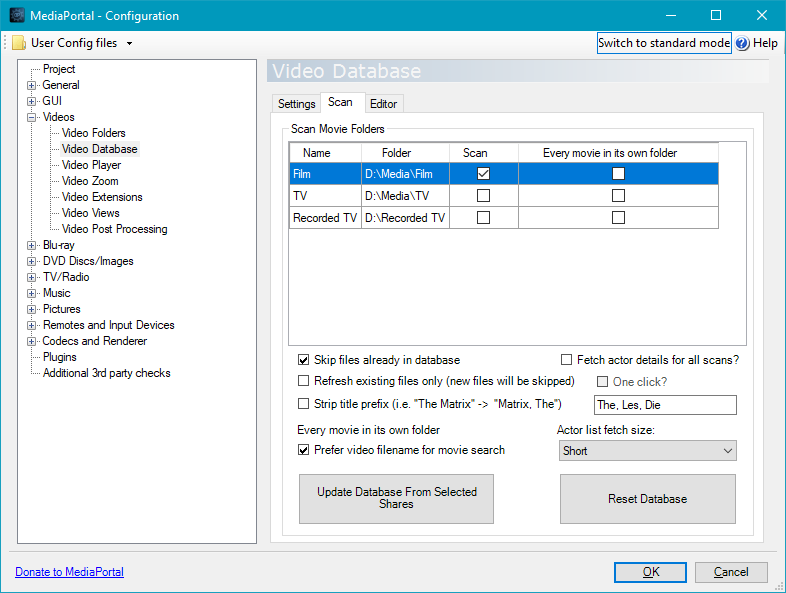 MediaPortal - Configuration
User Config files
Switch to standard mode
Help
Project
General
GUI
Videos
Video Folders
Video Database
Video Player
Video Zoom
Video Extensions
Video Views
Video Post Processing
Blu-ray
DVD Discs/Images
TV/Radio
Music
Pictures
Remotes and Input Devices
Codecs and Renderer
Plugins
Additional 3rd party checks
Video Database
Settings Scan Editor
Scan Movie Folders
Name Folder Scan Every movie in its own folder
Film D:\Media\Film
TV D:\Media\TV
Recorded TV D:\Recorded TV
Skip files already in database
Fetch actor details for all scans?
Refresh existing files only (new files will be skipped)
One click?
Strip title prefix (i.e. "The Matrix" -> "Matrix, The")
The, Les, Die
Every movie in its own folder
Actor list fetch size:
Prefer video filename for movie search
Short
Update Database From Selected
Shares
Reset Database
Donate to MediaPortal
OK
Cancel